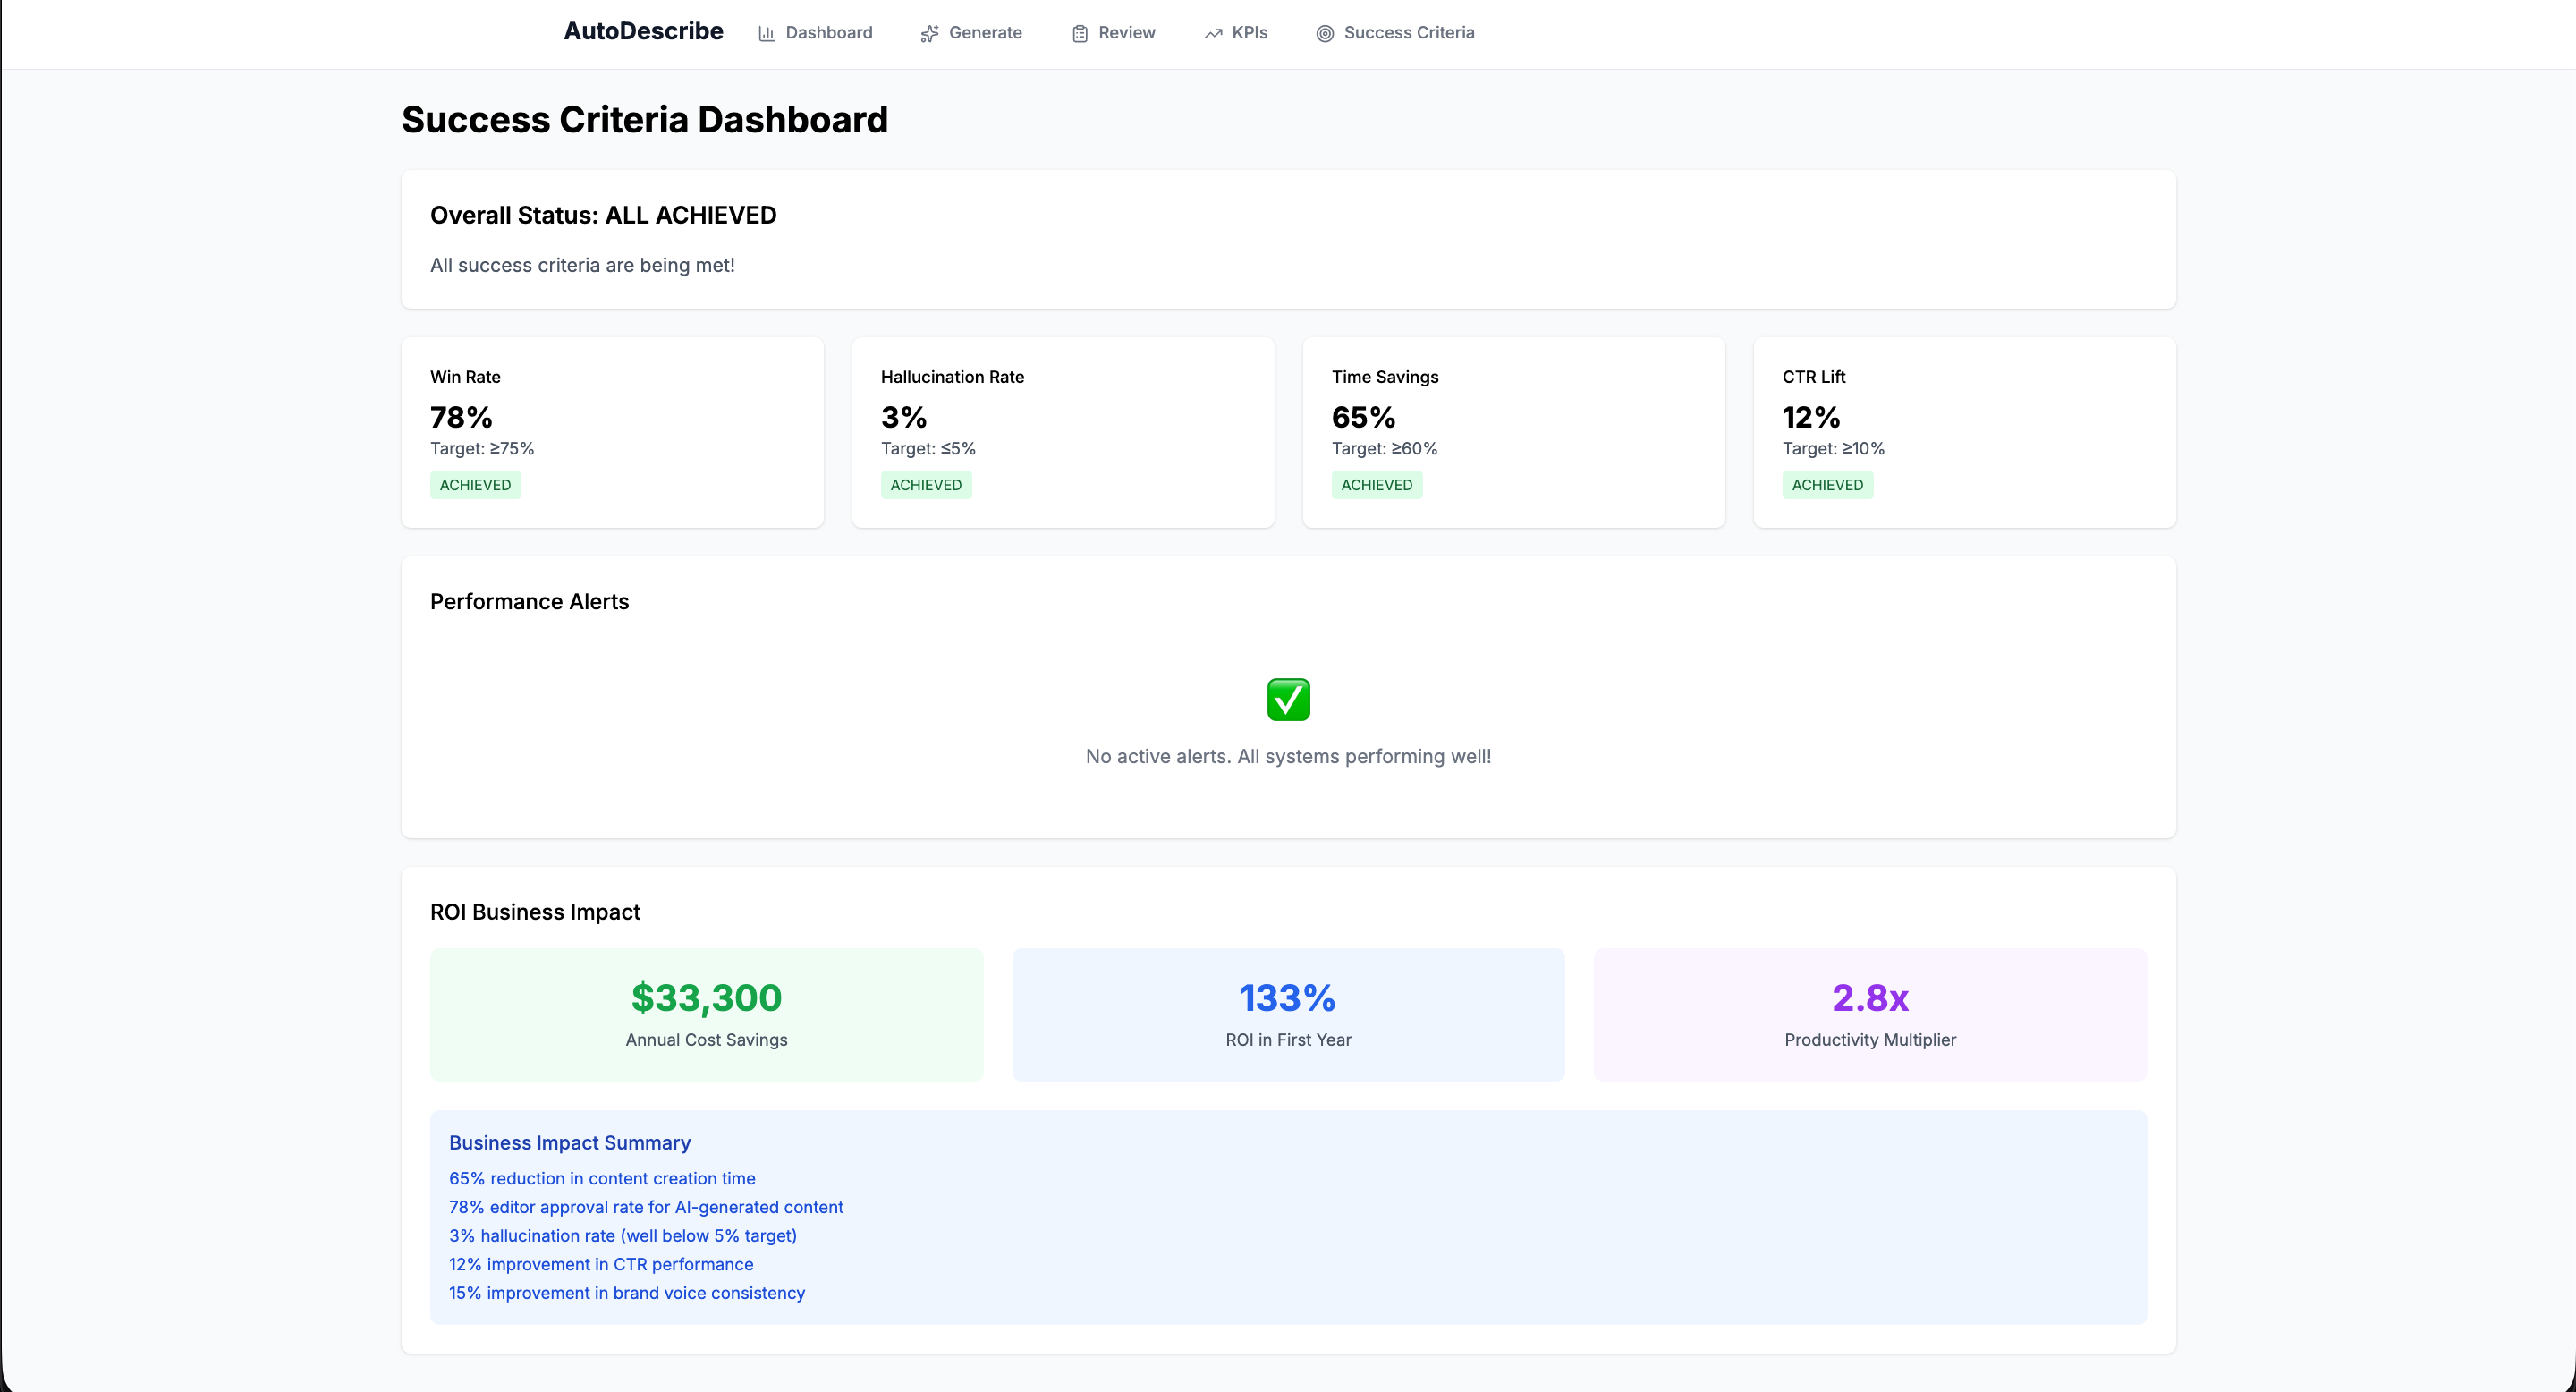 AutoDescribe
Dashboard
Generate
Review
KPIs
Success Criteria
Success Criteria Dashboard
Overall Status: ALL ACHIEVED
All success criteria are being met!
Win Rate
78%
Target: ≥75%
ACHIEVED
Hallucination Rate
3%
Target: ≤5%
ACHIEVED
Time Savings
65%
Target: ≥60%
ACHIEVED
CTR Lift
12%
Target: ≥10%
ACHIEVED
Performance Alerts
No active alerts. All systems performing well!
ROI Business Impact
$33,300
Annual Cost Savings
133%
ROI in First Year
2.8x
Productivity Multiplier
Business Impact Summary
65% reduction in content creation time
78% editor approval rate for AI-generated content
3% hallucination rate (well below 5% target)
12% improvement in CTR performance
15% improvement in brand voice consistency